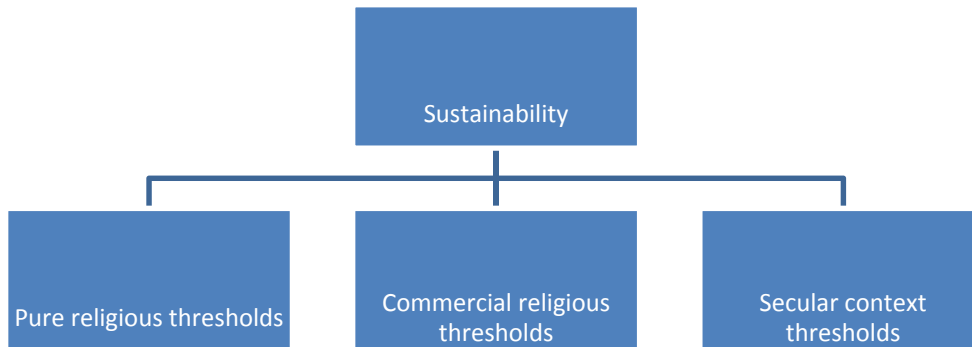 Sustainability
Pure religious thresholds
Commercial religious
thresholds
Secular context
thresholds